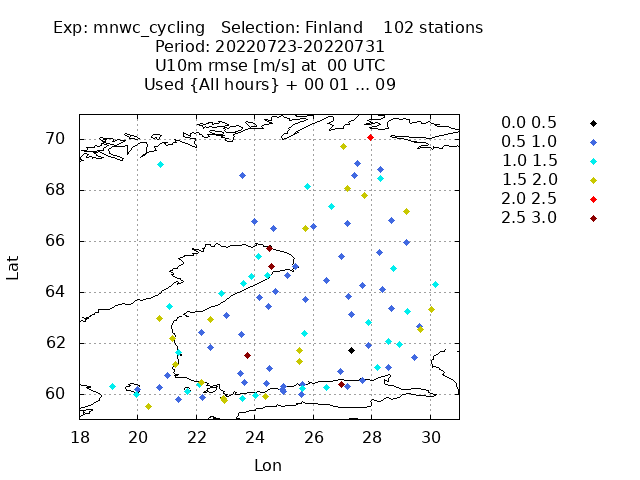 Exp: mnwc_cycling   Selection: Finland    102 stations
Period: 20220723-20220731
U10m rmse [m/s] at  00 UTC
Used {All hours} + 00 01 ... 09
0.0 0.5
0.5 1.0
1.0 1.5
1.5 2.0
2.0 2.5
2.5 3.0
70
68
66
64
62
60
Lat
18 20 22 24 26 28 30
Lon